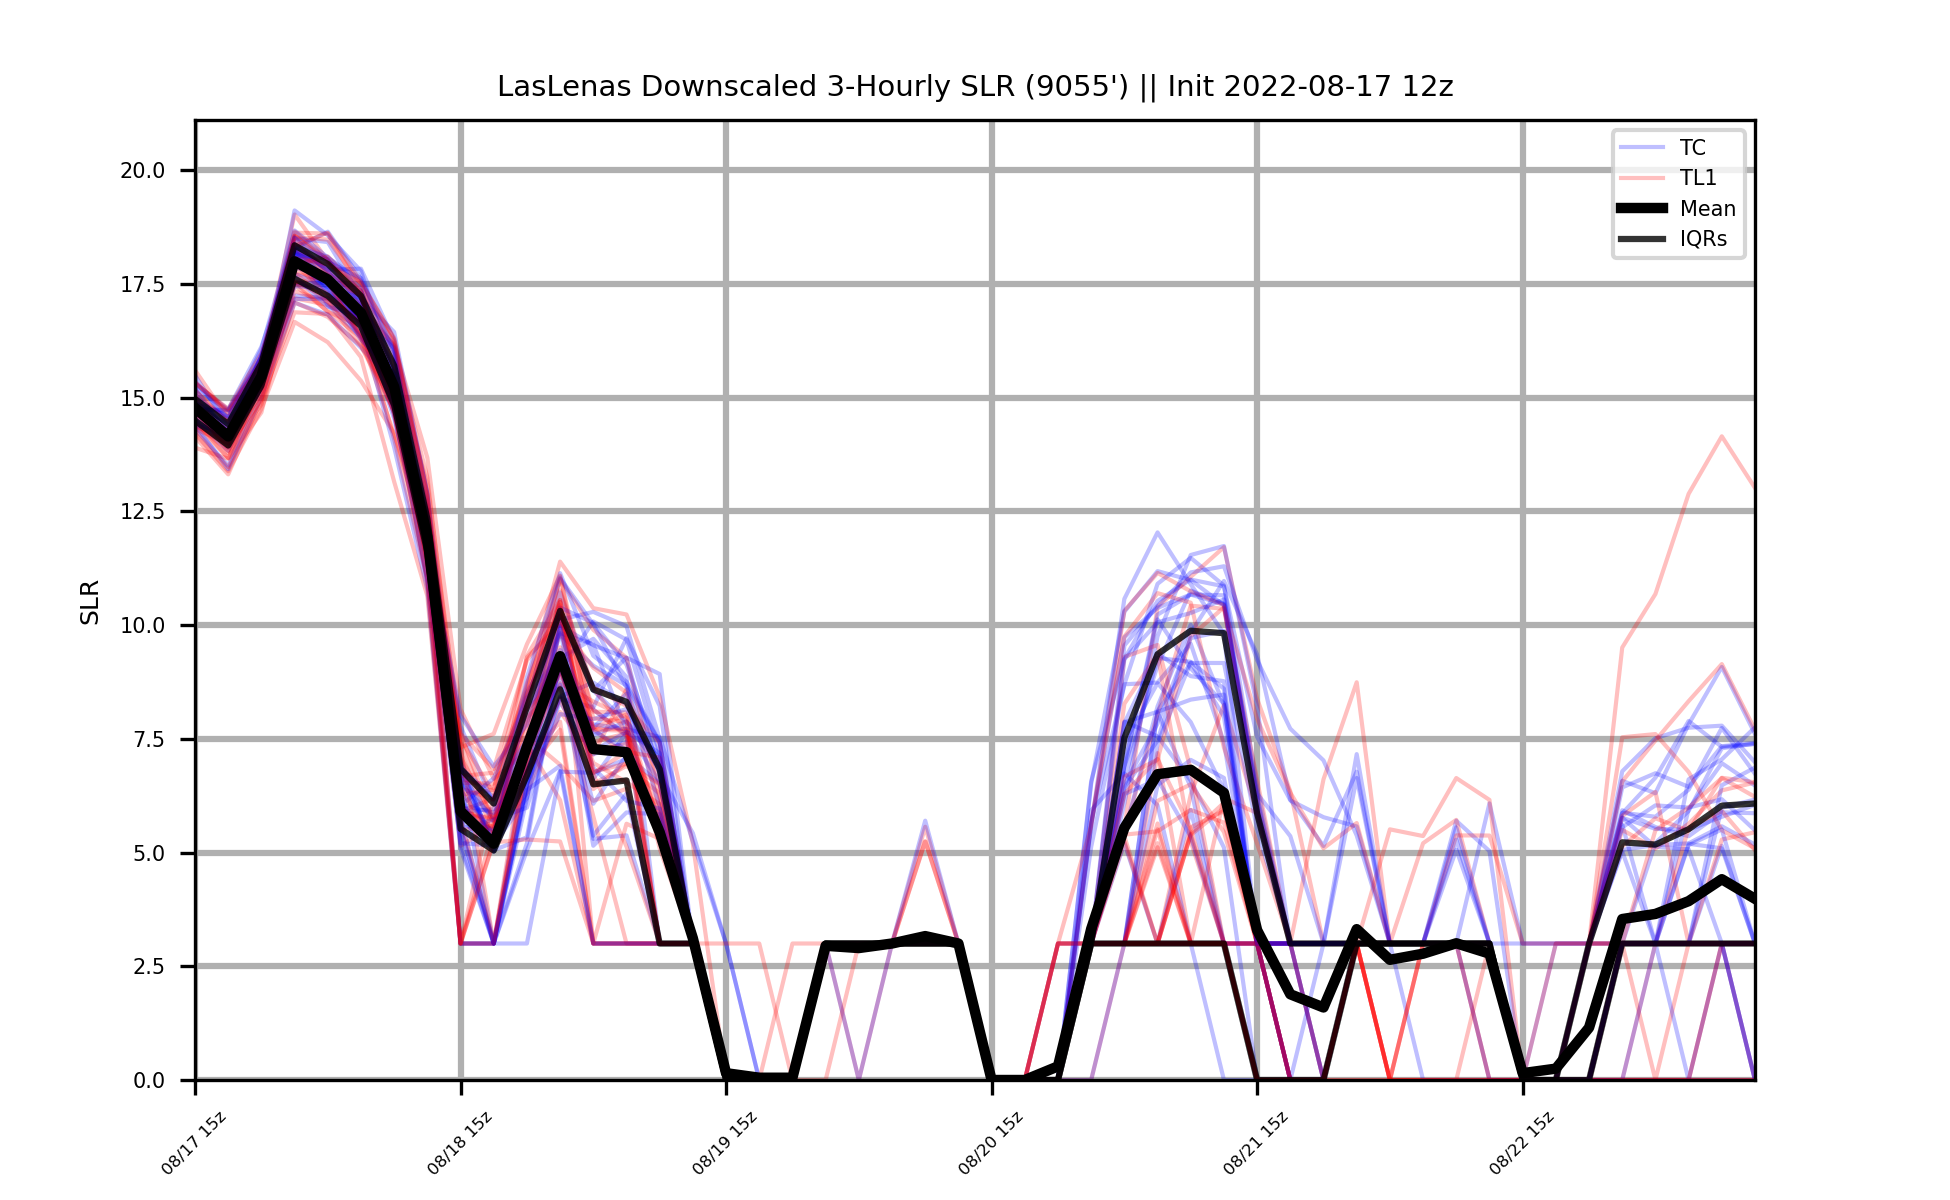 LasLenas Downscaled 3-Hourly SLR (9055') || Init 2022-08-17 12z
TC
TL1
Mean
IQRs
SLR
20.0
17.5
15.0
12.5
10.0
7.5
5.0
2.5
0.0
08/17 15z
08/18 15z
08/19 15z
08/20 15z
08/21 15z
08/22 15z